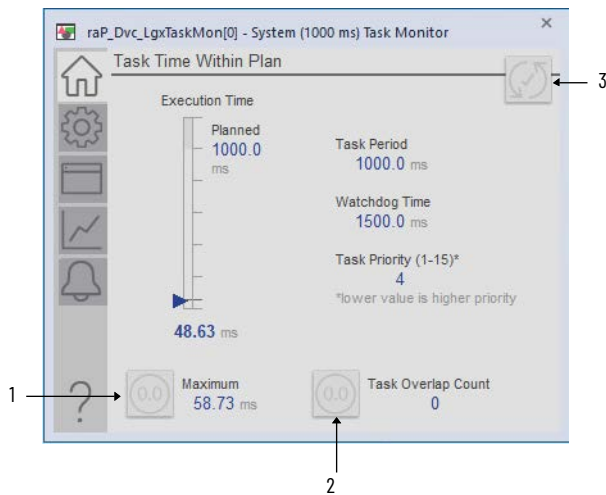 raP_Dvc_LgxTaskMon[0] - System (1000 ms) Task Monitor
×
Task Time Within Plan
3
Execution Time
Planned
1000.0
ms
Task Period
1000.0 ms
Watchdog Time
1500.0 ms
Task Priority (1-15)*
4
*lower value is higher priority
48.63 ms
1
0.0
Maximum
58.73 ms
0.0
Task Overlap Count
0
?
2